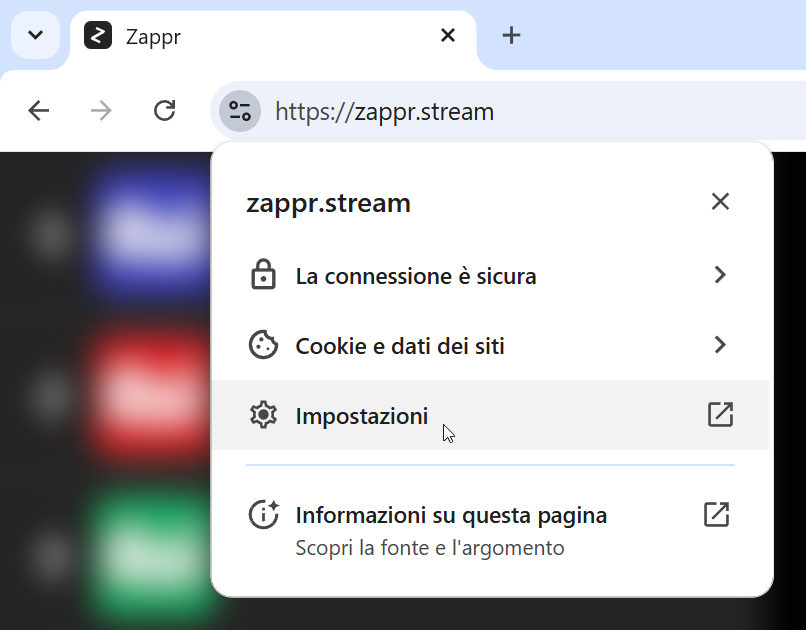 Zappr
https://zappr.stream
zappr.stream
La connessione è sicura
Cookie e dati dei siti
Impostazioni
Informazioni su questa pagina
Scopri la fonte e l'argomento